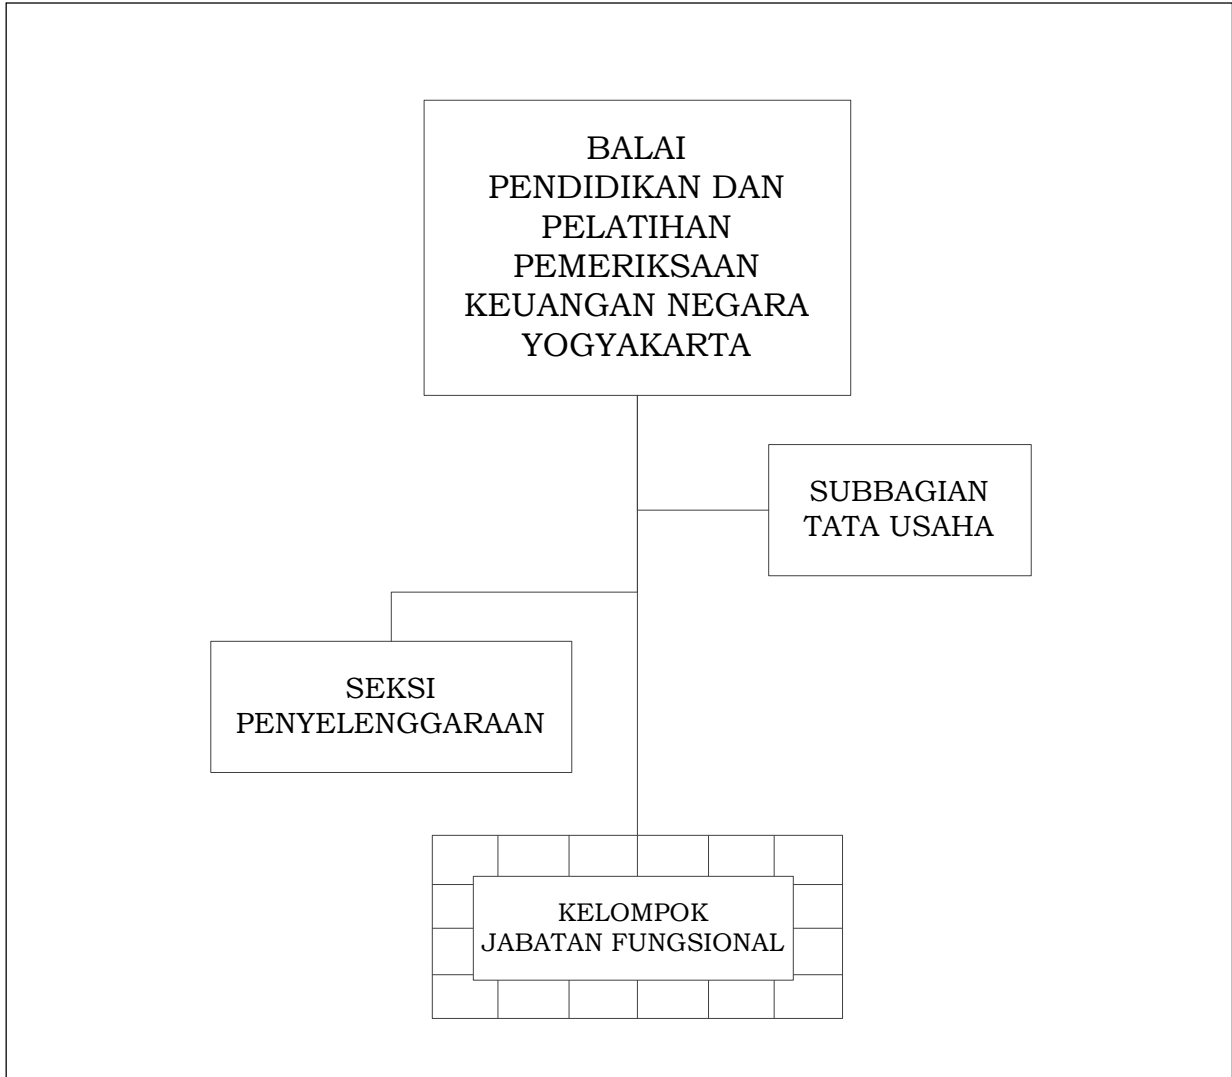 BALAI
PENDIDIKAN DAN
PELATIHAN
PEMERIKSAAN
KEUANGAN NEGARA
YOGYAKARTA
SUBBAGIAN
TATA USAHA
SEKSI
PENYELENGGARAAN
KELOMPOK
JABATAN FUNGSIONAL